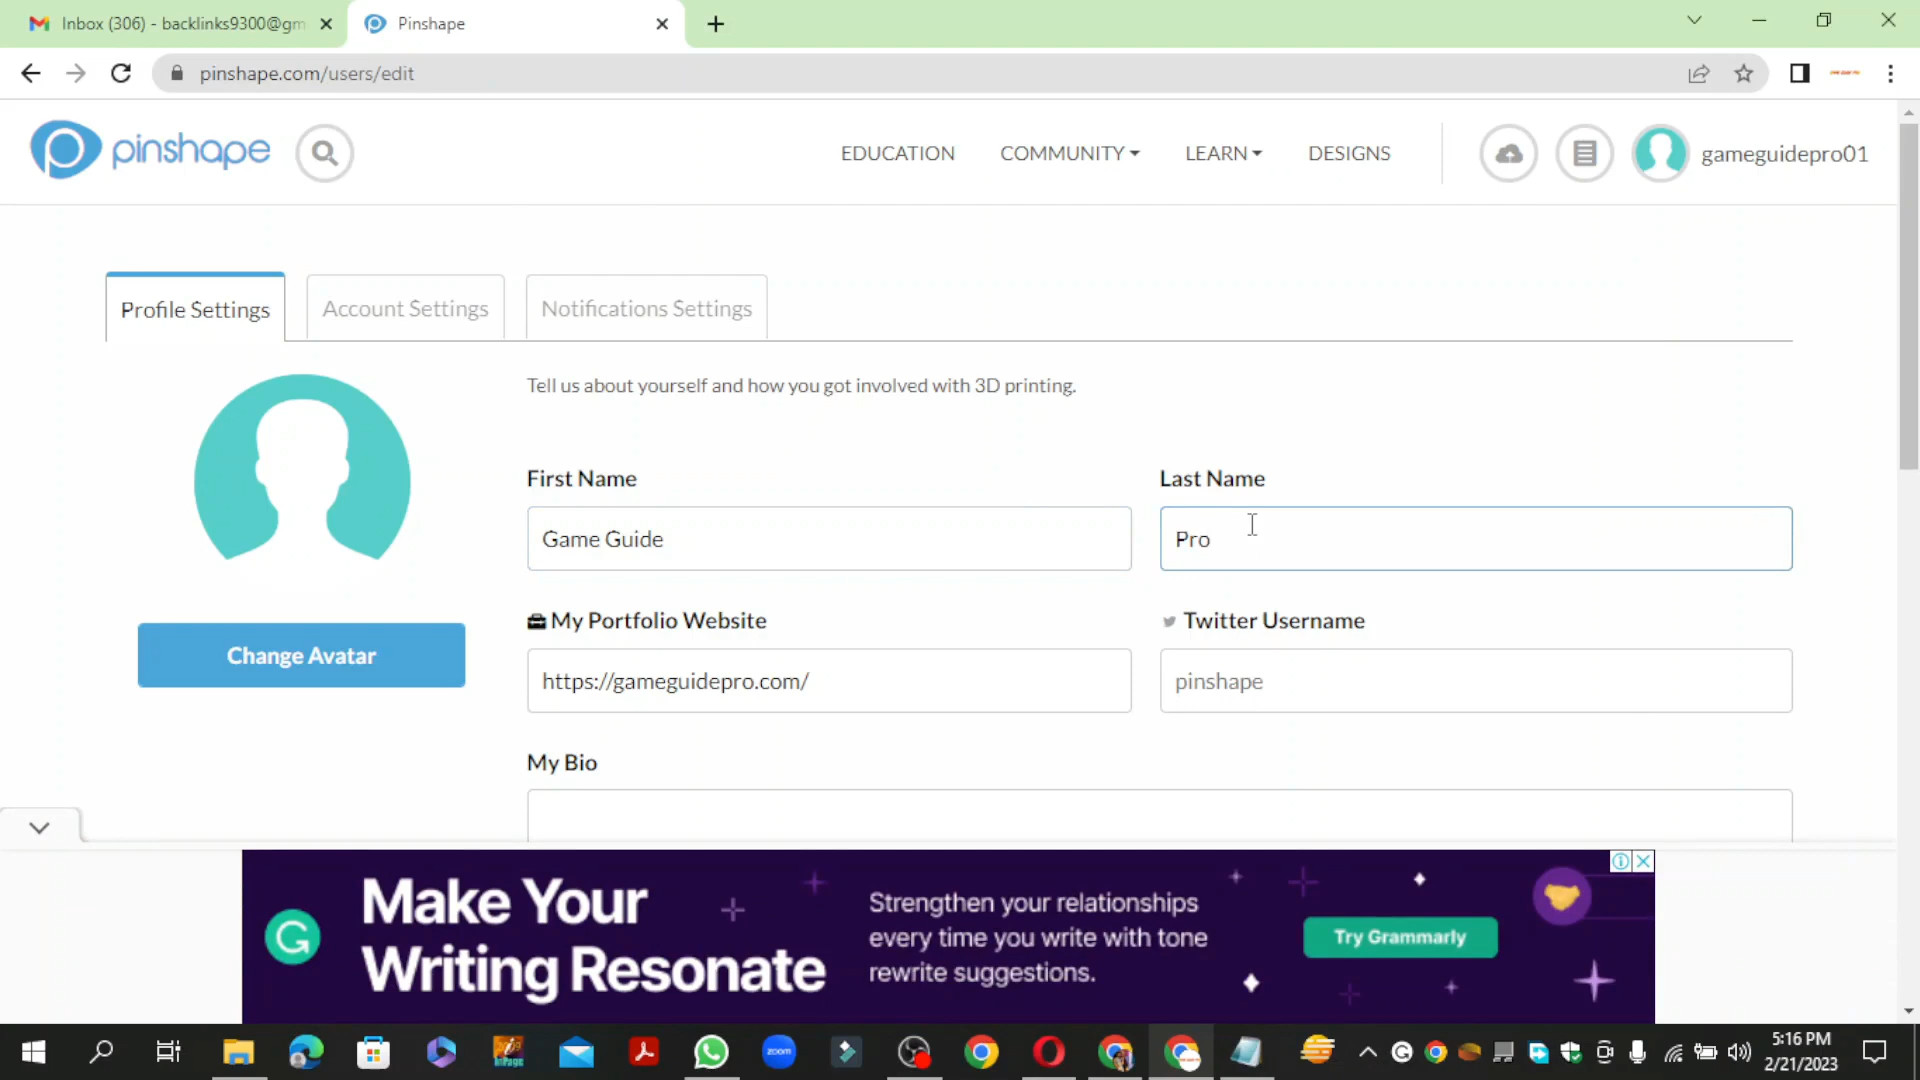 Inbox (306) - backlinks9300@gm
Pinshape
pinshape.com/users/edit
pinshape
EDUCATION
COMMUNITY
LEARN
DESIGNS
gameguidepro01
Profile Settings
Account Settings
Notifications Settings
Tell us about yourself and how you got involved with 3D printing.
First Name
Last Name
Game Guide
Pro
My Portfolio Website
Twitter Username
Change Avatar
https://gameguidepro.com/
pinshape
My Bio
Make Your
Writing Resonate
Strengthen your relationships
every time you write with tone
rewrite suggestions.
Try Grammarly
zoom
InPage
5:16 PM
2/21/2023